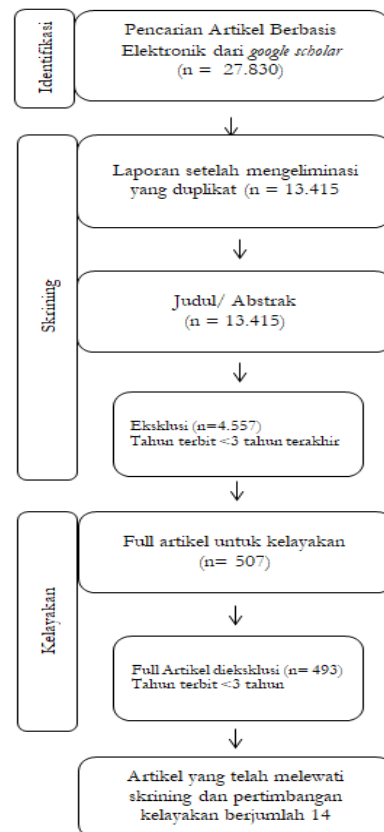 Identifikasi
Pencarian Artikel Berbasis
Elektronik dari google scholar
(n = 27.830)
Skrining
Laporan setelah mengeliminasi
yang duplikat (n = 13.415
Judul/ Abstrak
(n = 13.415)
Eksklusi (n=4.557)
Tahun terbit <3 tahun terakhir
Kelayakan
Full artikel untuk kelayakan
(n= 507)
Full Artikel dieksklusi (n= 493)
Tahun terbit <3 tahun
Artikel yang telah melewati
skrining dan pertimbangan
kelayakan berjumlah 14